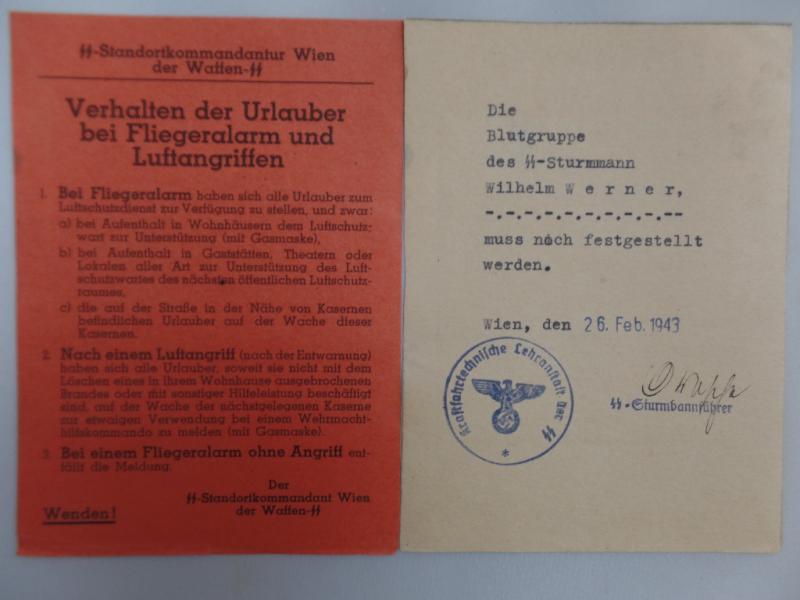 ϟϟ-Standortkommandantur Wien
der Waffen-ϟϟ
Verhalten der Urlauber
bei Fliegeralarm und
Luftangriffen
1. Bei Fliegeralarm haben sich alle Urlauber zum
Luftschutzdienst zur Verfügung zu stellen, und zwar:
a) bei Aufenthalt in Wohnhäusern dem Luftschutz-
wart zur Unterstützung (mit Gasmaske),
b) bei Aufenthalt in Gaststätten, Theatern oder
Lokalen aller Art zur Unterstützung des Luft-
schutzwartes des nächsten öffentlichen Luftschutz-
raumes,
c) die auf der Straße in der Nähe von Kasernen
befindlichen Urlauber auf der Wache dieser
Kasernen.
2. Nach einem Luftangriff (nach der Entwarnung)
haben sich alle Urlauber, soweit sie nicht mit dem
Löschen eines in ihrem Wohnhause ausgebrochenen
Brandes oder mit sonstiger Hilfeleistung beschäftigt
sind, auf der Wache der nächstgelegenen Kaserne
zur etwaigen Verwendung bei einem Wehrmacht-
hilfskommando zu melden (mit Gasmaske).
3. Bei einem Fliegeralarm ohne Angriff ent-
fällt die Meldung.
Der
ϟϟ-Standortkommandant Wien
der Waffen-ϟϟ
Wenden!
Die
Blutgruppe
des ϟϟ-Sturmmann
Wilhelm W e r n e r,
-.-.-.-.-.-.-.-.-.--
muss noch festgestellt
werden.
Wien, den 26. Feb. 1943
Kraftfahrtechnische Lehranstalt der ϟϟ
*
ϟϟ-Sturmbannführer